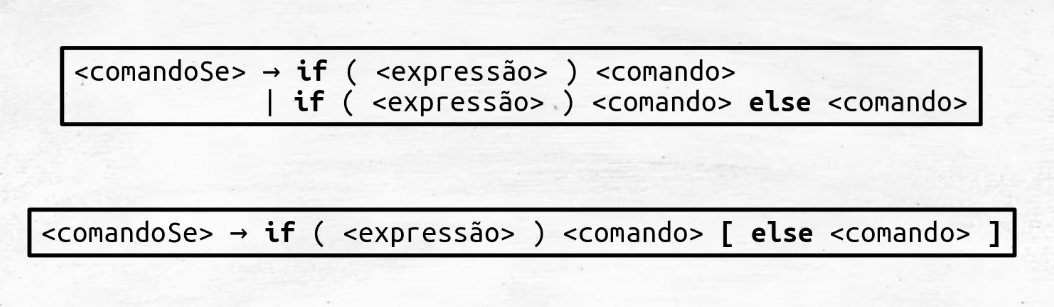 <comandoSe> → if ( <expressão> ) <comando>
| if ( <expressão> ) <comando> else <comando>
<comandoSe> → if ( <expressão> ) <comando> [ else <comando> ]